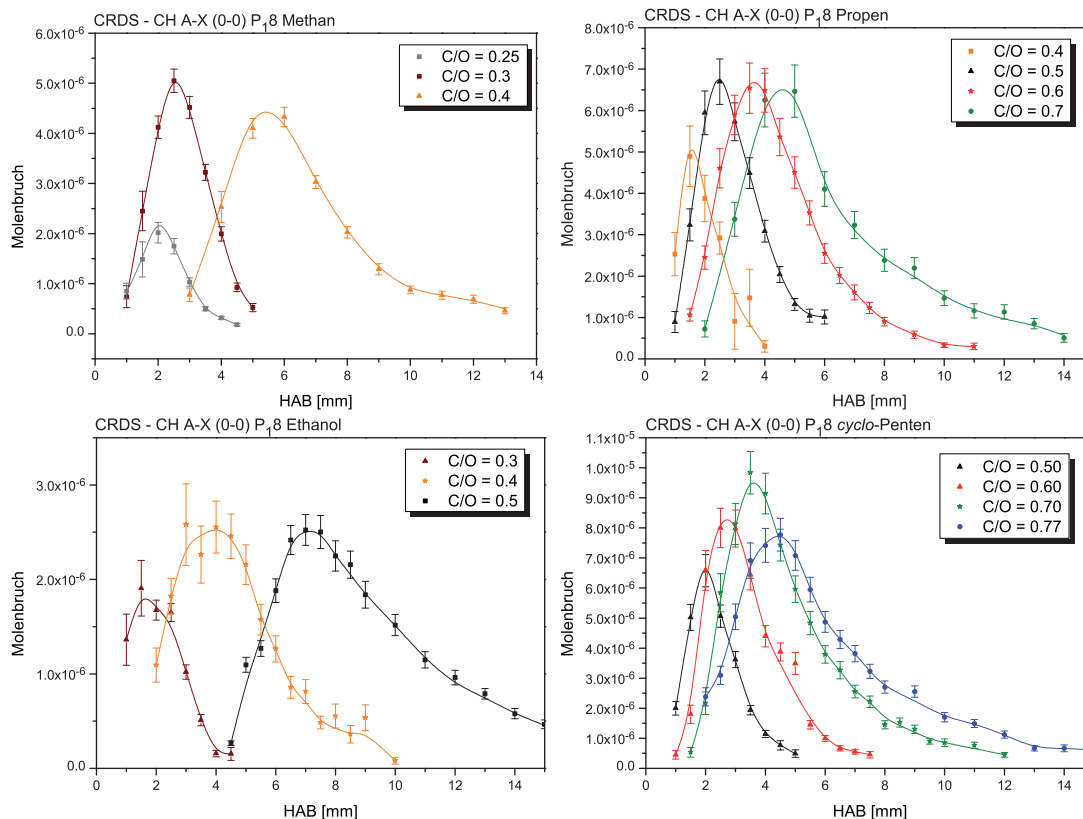 CRDS - CH A-X (0-0) P₁8 Methan
6.0x10⁻⁶
5.0x10⁻⁶
4.0x10⁻⁶
3.0x10⁻⁶
2.0x10⁻⁶
1.0x10⁻⁶
0.0
Molenbruch
C/O = 0.25
C/O = 0.3
C/O = 0.4
0 2 4 6 8 10 12 14
HAB [mm]
CRDS - CH A-X (0-0) P₁8 Propen
8.0x10⁻⁶
7.0x10⁻⁶
6.0x10⁻⁶
5.0x10⁻⁶
4.0x10⁻⁶
3.0x10⁻⁶
2.0x10⁻⁶
1.0x10⁻⁶
0.0
Molenbruch
C/O = 0.4
C/O = 0.5
C/O = 0.6
C/O = 0.7
0 2 4 6 8 10 12 14
HAB [mm]
CRDS - CH A-X (0-0) P₁8 Ethanol
3.0x10⁻⁶
2.0x10⁻⁶
1.0x10⁻⁶
0.0
Molenbruch
C/O = 0.3
C/O = 0.4
C/O = 0.5
0 2 4 6 8 10 12 14
HAB [mm]
CRDS - CH A-X (0-0) P₁8 cyclo-Penten
1.1x10⁻⁵
1.0x10⁻⁵
9.0x10⁻⁶
8.0x10⁻⁶
7.0x10⁻⁶
6.0x10⁻⁶
5.0x10⁻⁶
4.0x10⁻⁶
3.0x10⁻⁶
2.0x10⁻⁶
1.0x10⁻⁶
0.0
Molenbruch
C/O = 0.50
C/O = 0.60
C/O = 0.70
C/O = 0.77
0 2 4 6 8 10 12 14
HAB [mm]